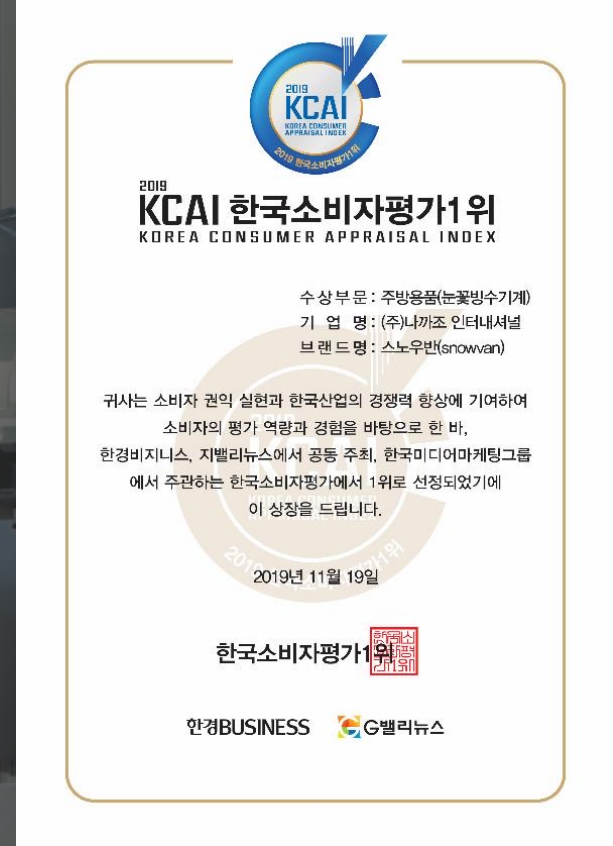 2019
KCAI
KOREA CONSUMER
APPRAISAL INDEX
2019 한국소비자평가1위
2019
KCAI 한국소비자평가1위
KOREA CONSUMER APPRAISAL INDEX
수상부문 : 주방용품(눈꽃빙수기계)
기 업 명 : (주)나까조 인터내셔널
브랜드명 : 스노우반(snowvan)
귀사는 소비자 권익 실현과 한국산업의 경쟁력 향상에 기여하여
소비자의 평가 역량과 경험을 바탕으로 한 바,
한경비지니스, 지밸리뉴스에서 공동 주최, 한국미디어마케팅그룹
에서 주관하는 한국소비자평가에서 1위로 선정되었기에
이 상장을 드립니다.
2019년 11월 19일
한국소비자평가1위
한경BUSINESS G밸리뉴스